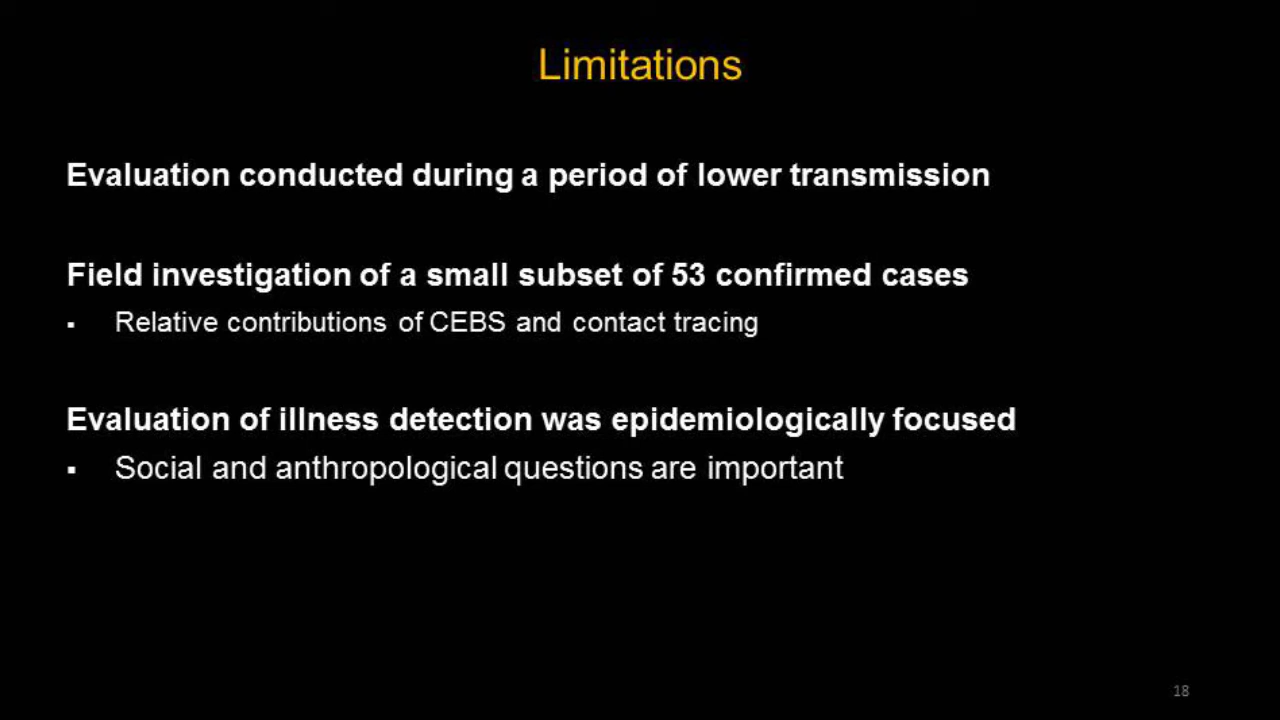 Limitations
Evaluation conducted during a period of lower transmission
Field investigation of a small subset of 53 confirmed cases
▪ Relative contributions of CEBS and contact tracing
Evaluation of illness detection was epidemiologically focused
▪ Social and anthropological questions are important
18